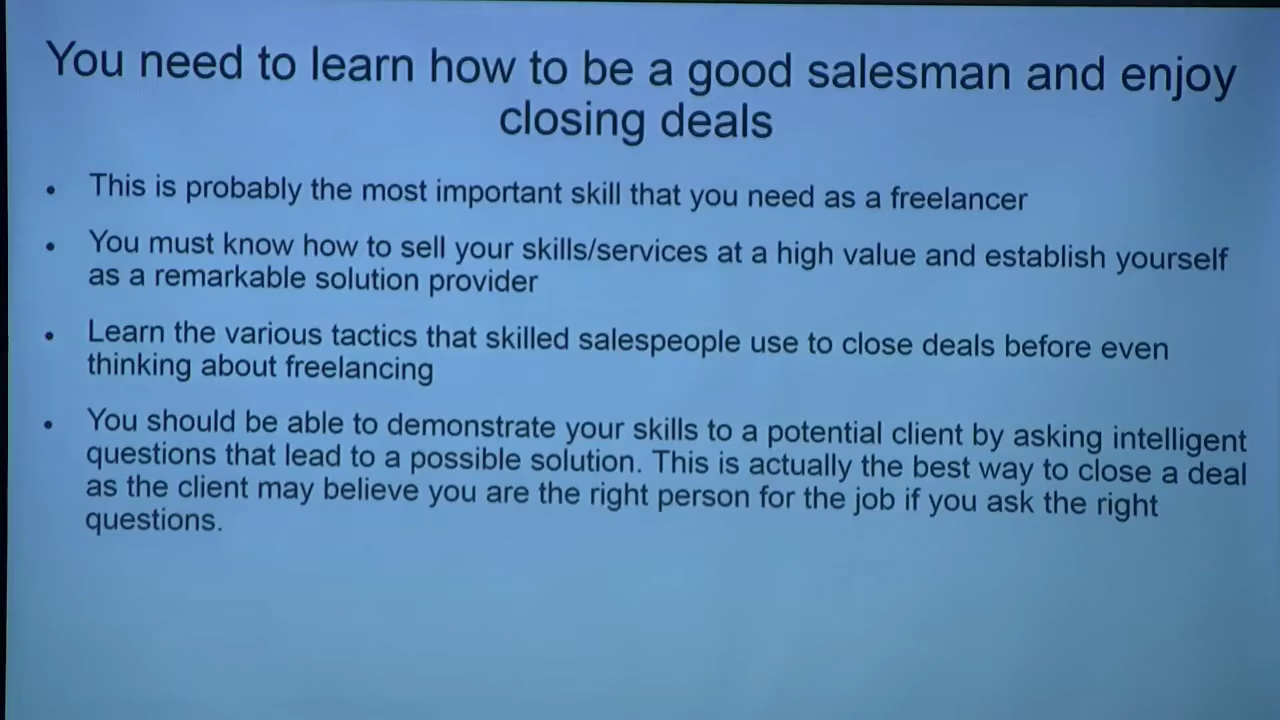 You need to learn how to be a good salesman and enjoy
closing deals
• This is probably the most important skill that you need as a freelancer
• You must know how to sell your skills/services at a high value and establish yourself
as a remarkable solution provider
• Learn the various tactics that skilled salespeople use to close deals before even
thinking about freelancing
• You should be able to demonstrate your skills to a potential client by asking intelligent
questions that lead to a possible solution. This is actually the best way to close a deal
as the client may believe you are the right person for the job if you ask the right
questions.